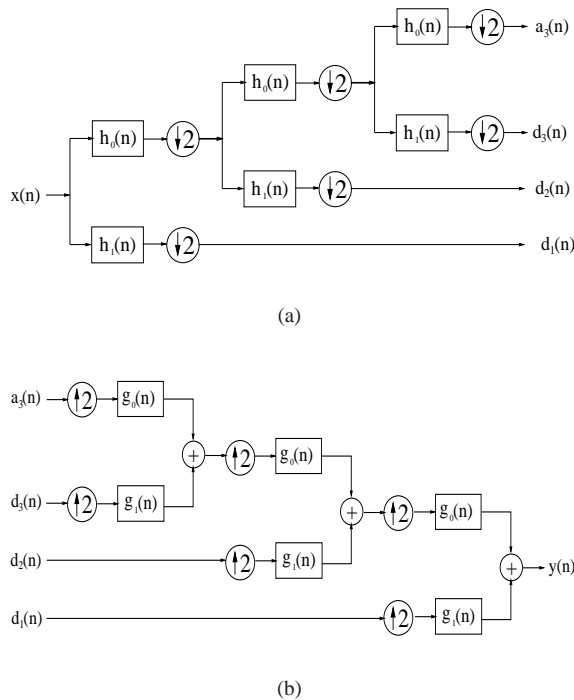 h₀(n) ↓2 a₃(n)
h₀(n) ↓2
h₀(n) ↓2 h₁(n) ↓2 d₃(n)
x(n) h₁(n) ↓2 d₂(n)
h₁(n) ↓2 d₁(n)
(a)
a₃(n) ↑2 g₀(n)
+ ↑2 g₀(n)
d₃(n) ↑2 g₁(n) + ↑2 g₀(n)
d₂(n) ↑2 g₁(n) + y(n)
d₁(n) ↑2 g₁(n)
(b)